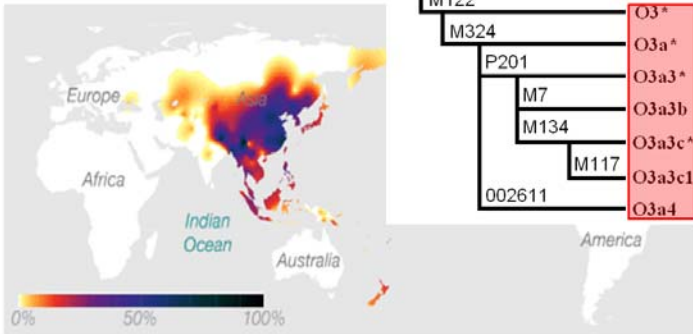 M122
O3*
M324
O3a*
P201
O3a3*
M7
O3a3b
M134
O3a3c*
M117
O3a3c1
002611
O3a4
Europe
Asia
Africa
Indian
Ocean
Australia
America
0%
50%
100%